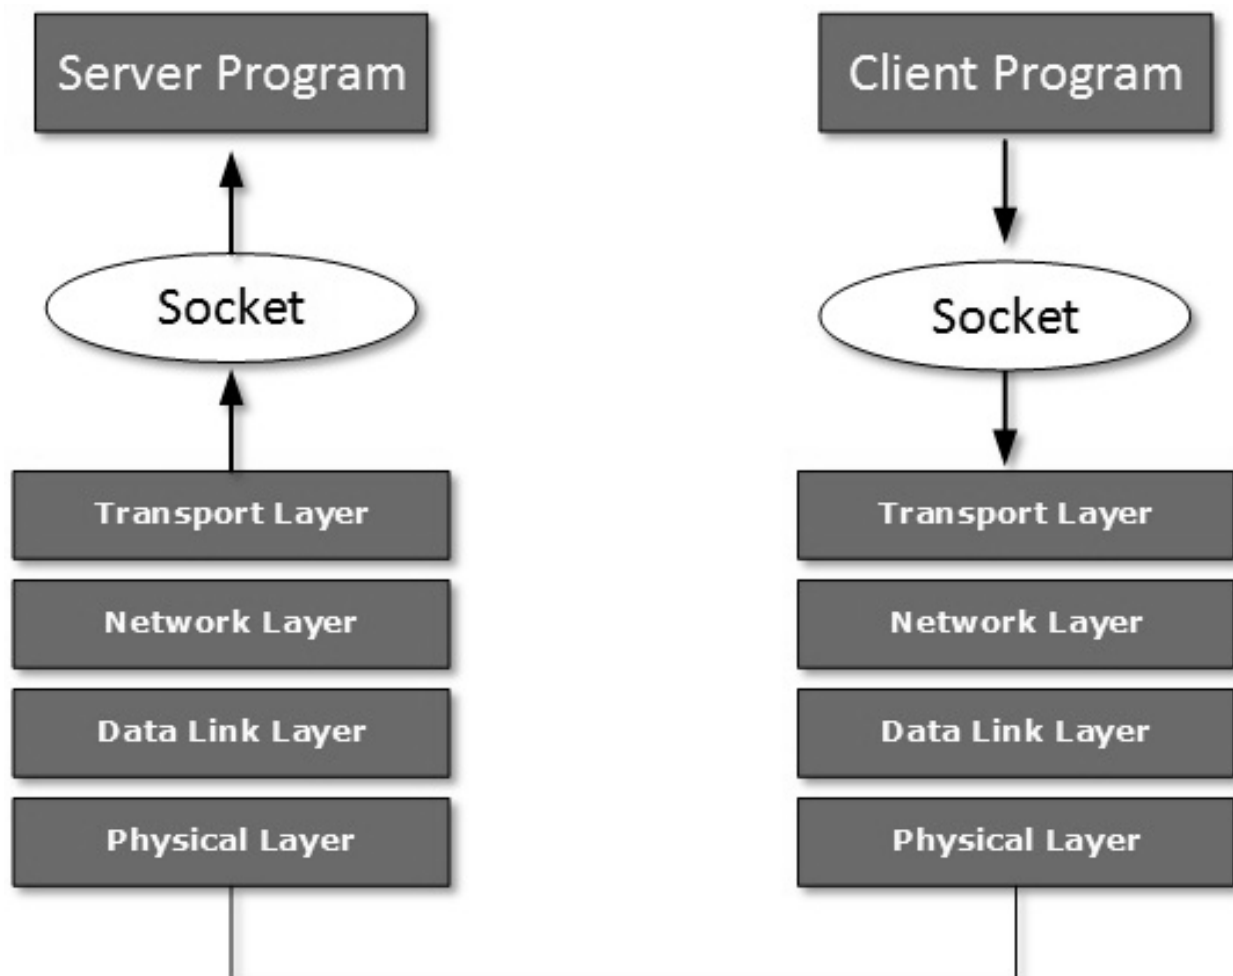 Server Program
Client Program
Socket
Socket
Transport Layer
Transport Layer
Network Layer
Network Layer
Data Link Layer
Data Link Layer
Physical Layer
Physical Layer